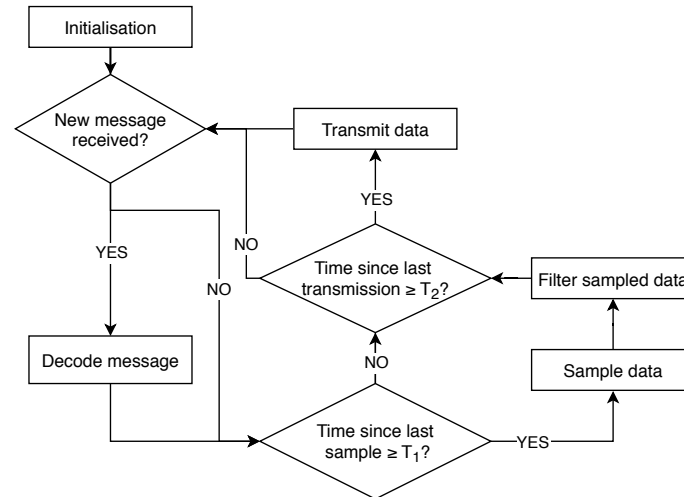 Initialisation
New message
received?
Transmit data
YES
YES
NO
NO
Time since last
transmission ≥ T₂?
Filter sampled data
Decode message
NO
Sample data
Time since last
sample ≥ T₁?
YES